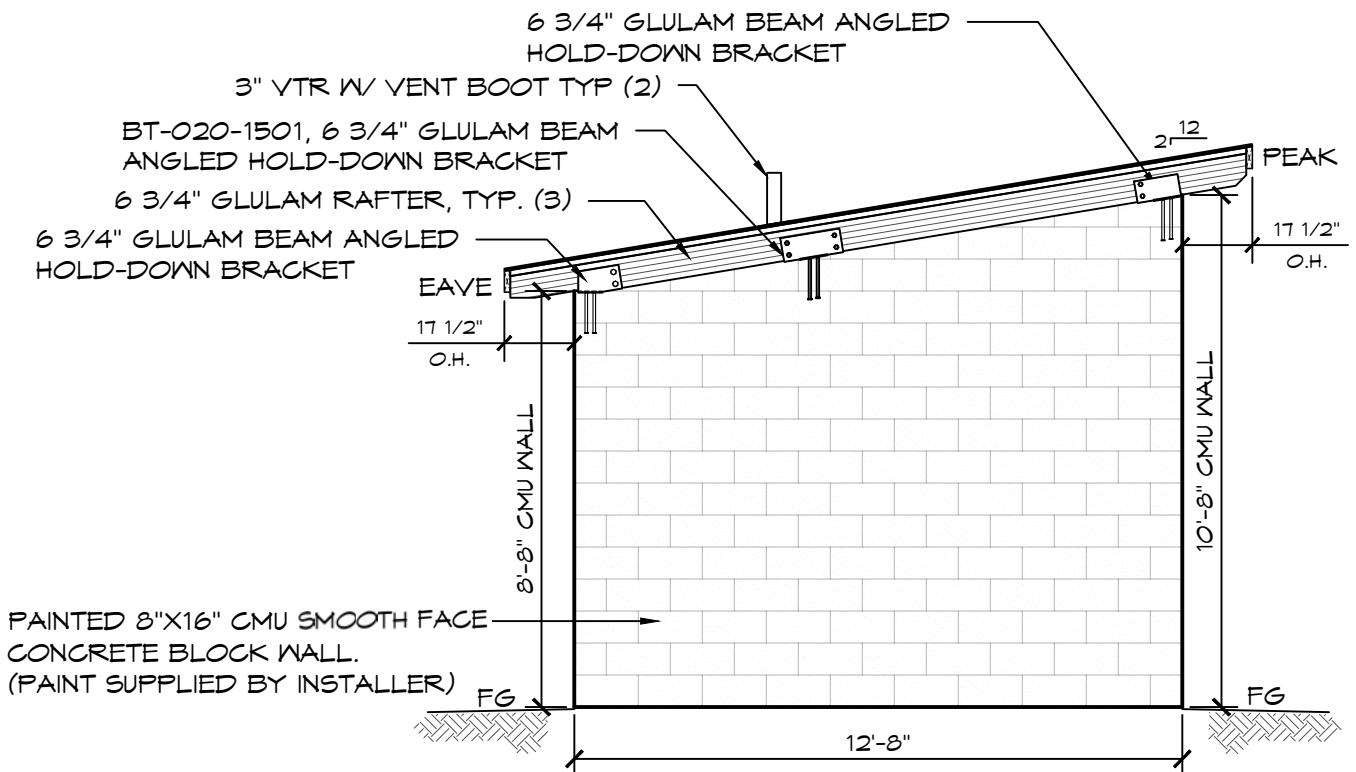 6 3/4" GLULAM BEAM ANGLED
HOLD-DOWN BRACKET
3" VTR W/ VENT BOOT TYP (2)
BT-020-1501, 6 3/4" GLULAM BEAM
ANGLED HOLD-DOWN BRACKET
6 3/4" GLULAM RAFTER, TYP. (3)
6 3/4" GLULAM BEAM ANGLED
HOLD-DOWN BRACKET
12
2
PEAK
17 1/2"
O.H.
EAVE
17 1/2"
O.H.
8'-8" CMU WALL
10'-8" CMU WALL
PAINTED 8"X16" CMU SMOOTH FACE
CONCRETE BLOCK WALL.
(PAINT SUPPLIED BY INSTALLER)
FG
FG
12'-8"